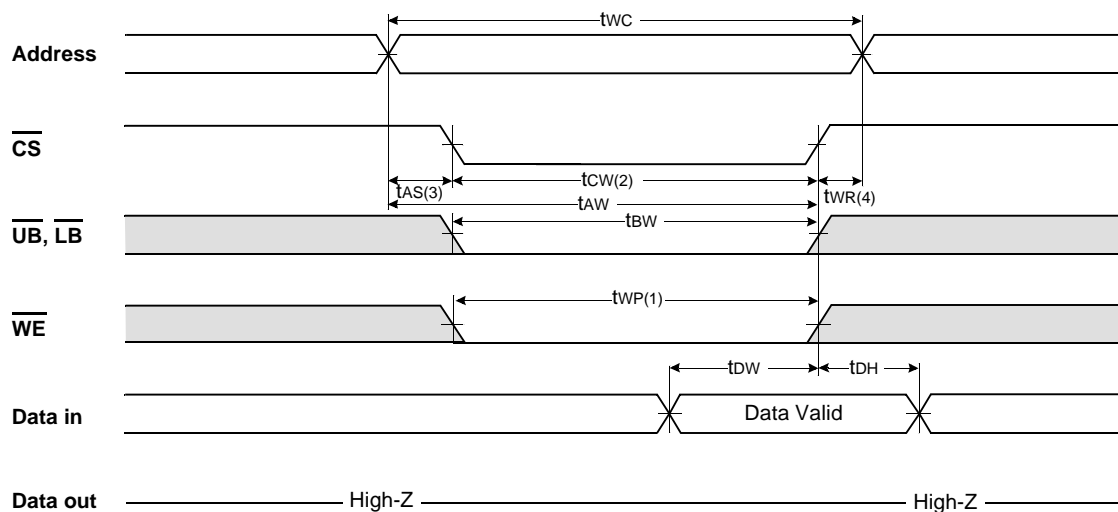 tWC
Address
CS
tAS(3)
tCW(2)
tWR(4)
tAW
UB, LB
tBW
WE
tWP(1)
tDW
tDH
Data in
Data Valid
Data out
High-Z
High-Z